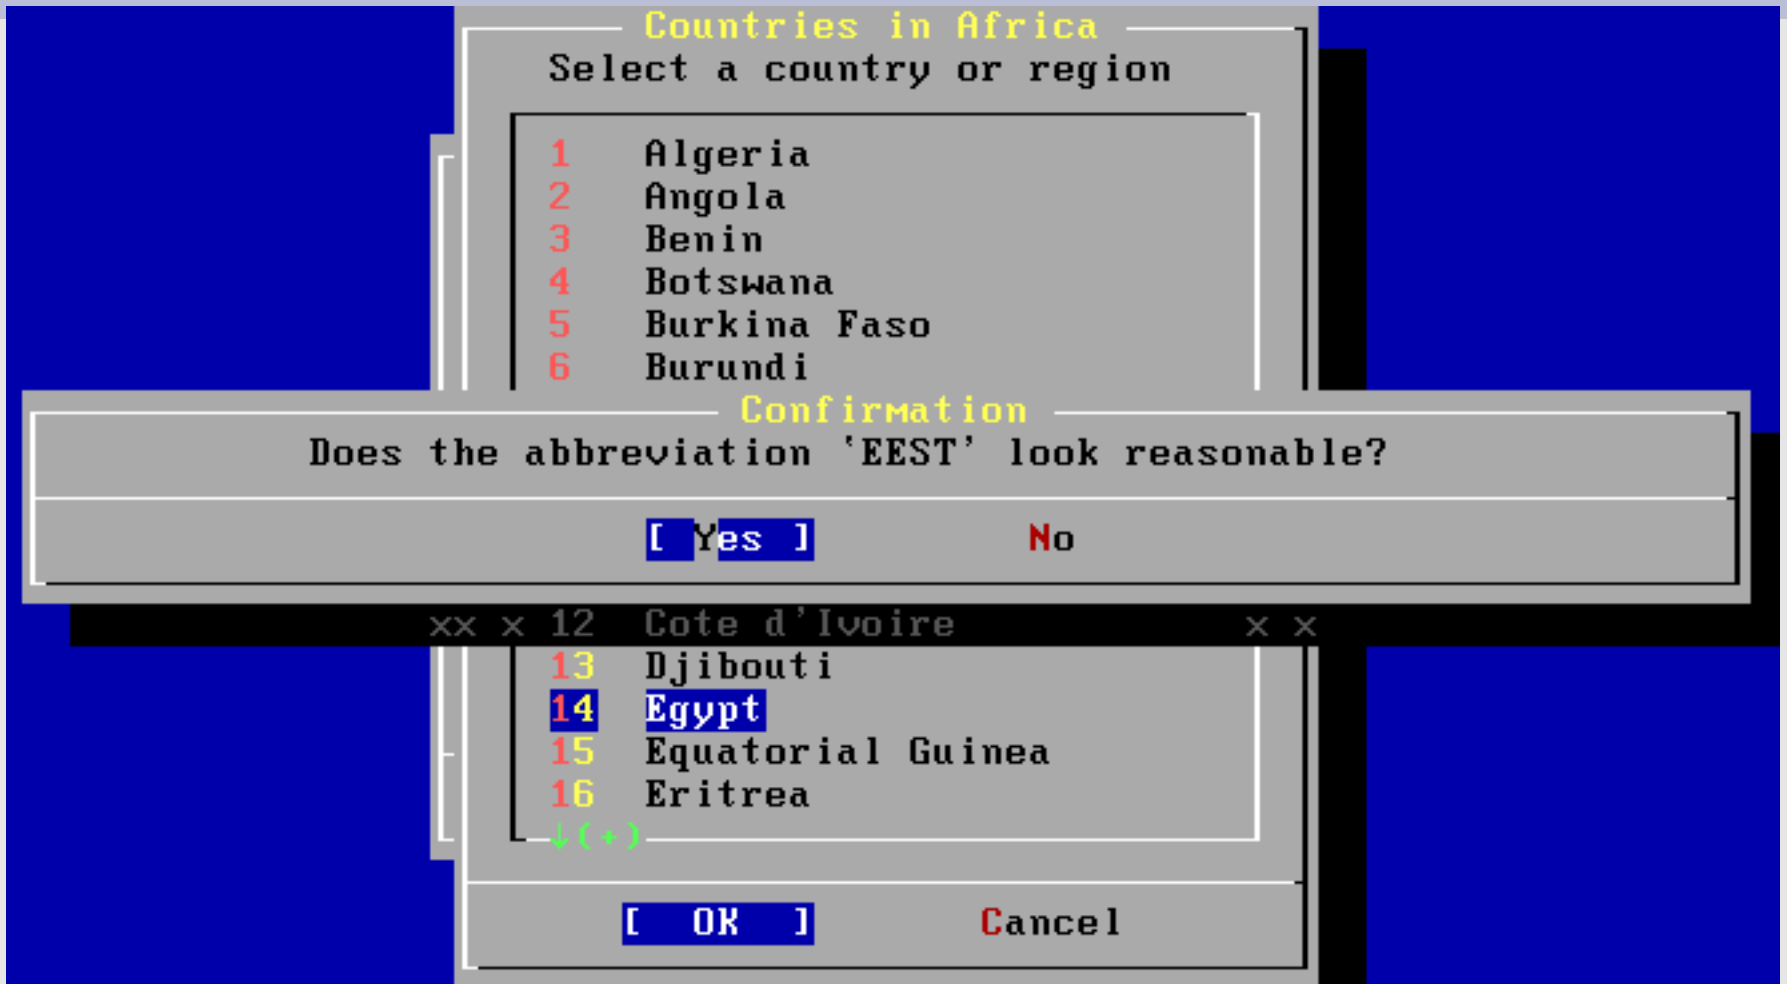 Countries in Africa
Select a country or region
1 Algeria
2 Angola
3 Benin
4 Botswana
5 Burkina Faso
6 Burundi
Confirmation
Does the abbreviation `EEST' look reasonable?
[ Yes ] No
xx x 12 Cote d'Ivoire x x
13 Djibouti
14 Egypt
15 Equatorial Guinea
16 Eritrea
↓(+)
[ OK ] Cancel